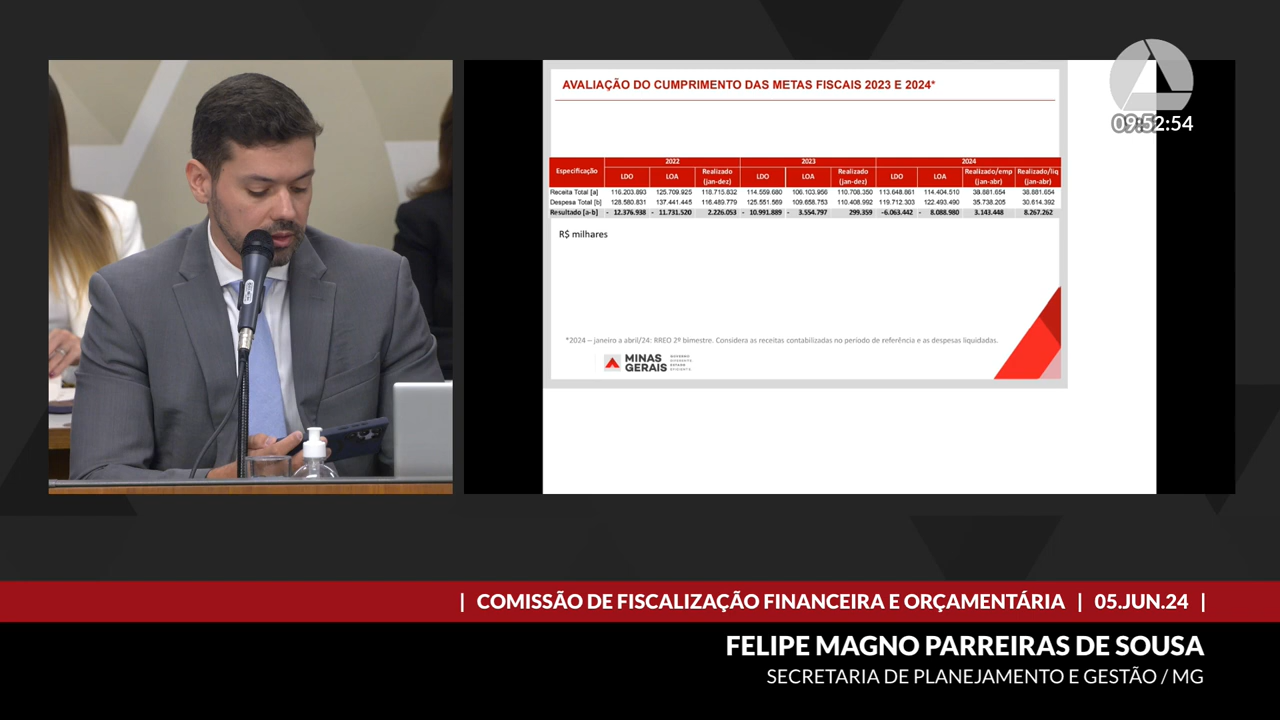 09:52:54
AVALIAÇÃO DO CUMPRIMENTO DAS METAS FISCAIS 2023 E 2024*
Especificação 2022 2023 2024
LDO LOA Realizado (jan-dez) LDO LOA Realizado (jan-dez) LDO LOA Realizado/emp (jan-abr) Realizado/liq (jan-abr)
Receita Total [a] 116.203.893 125.709.925 118.715.832 114.559.680 106.103.956 110.708.350 113.648.861 114.404.510 38.881.654 38.881.654
Despesa Total [b] 128.580.831 137.441.445 116.489.779 125.551.569 109.658.753 110.408.992 119.712.303 122.493.490 35.738.205 30.614.392
Resultado [a-b] - 12.376.938 - 11.731.520 2.226.053 - 10.991.889 - 3.554.797 299.359 -6.063.442 - 8.088.980 3.143.448 8.267.262
R$ milhares
*2024 – janeiro a abril/24: RREO 2º bimestre. Considera as receitas contabilizadas no período de referência e as despesas liquidadas.
MINAS
GERAIS
| COMISSÃO DE FISCALIZAÇÃO FINANCEIRA E ORÇAMENTÁRIA | 05.JUN.24 |
FELIPE MAGNO PARREIRAS DE SOUSA
SECRETARIA DE PLANEJAMENTO E GESTÃO / MG